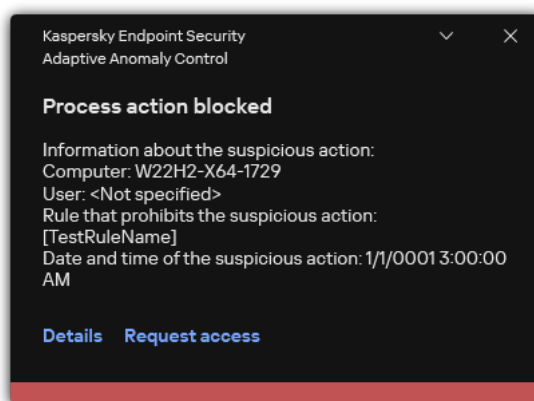 Kaspersky Endpoint Security
Adaptive Anomaly Control
Process action blocked
Information about the suspicious action:
Computer: W22H2-X64-1729
User: <Not specified>
Rule that prohibits the suspicious action:
[TestRuleName]
Date and time of the suspicious action: 1/1/0001 3:00:00
AM
Details Request access